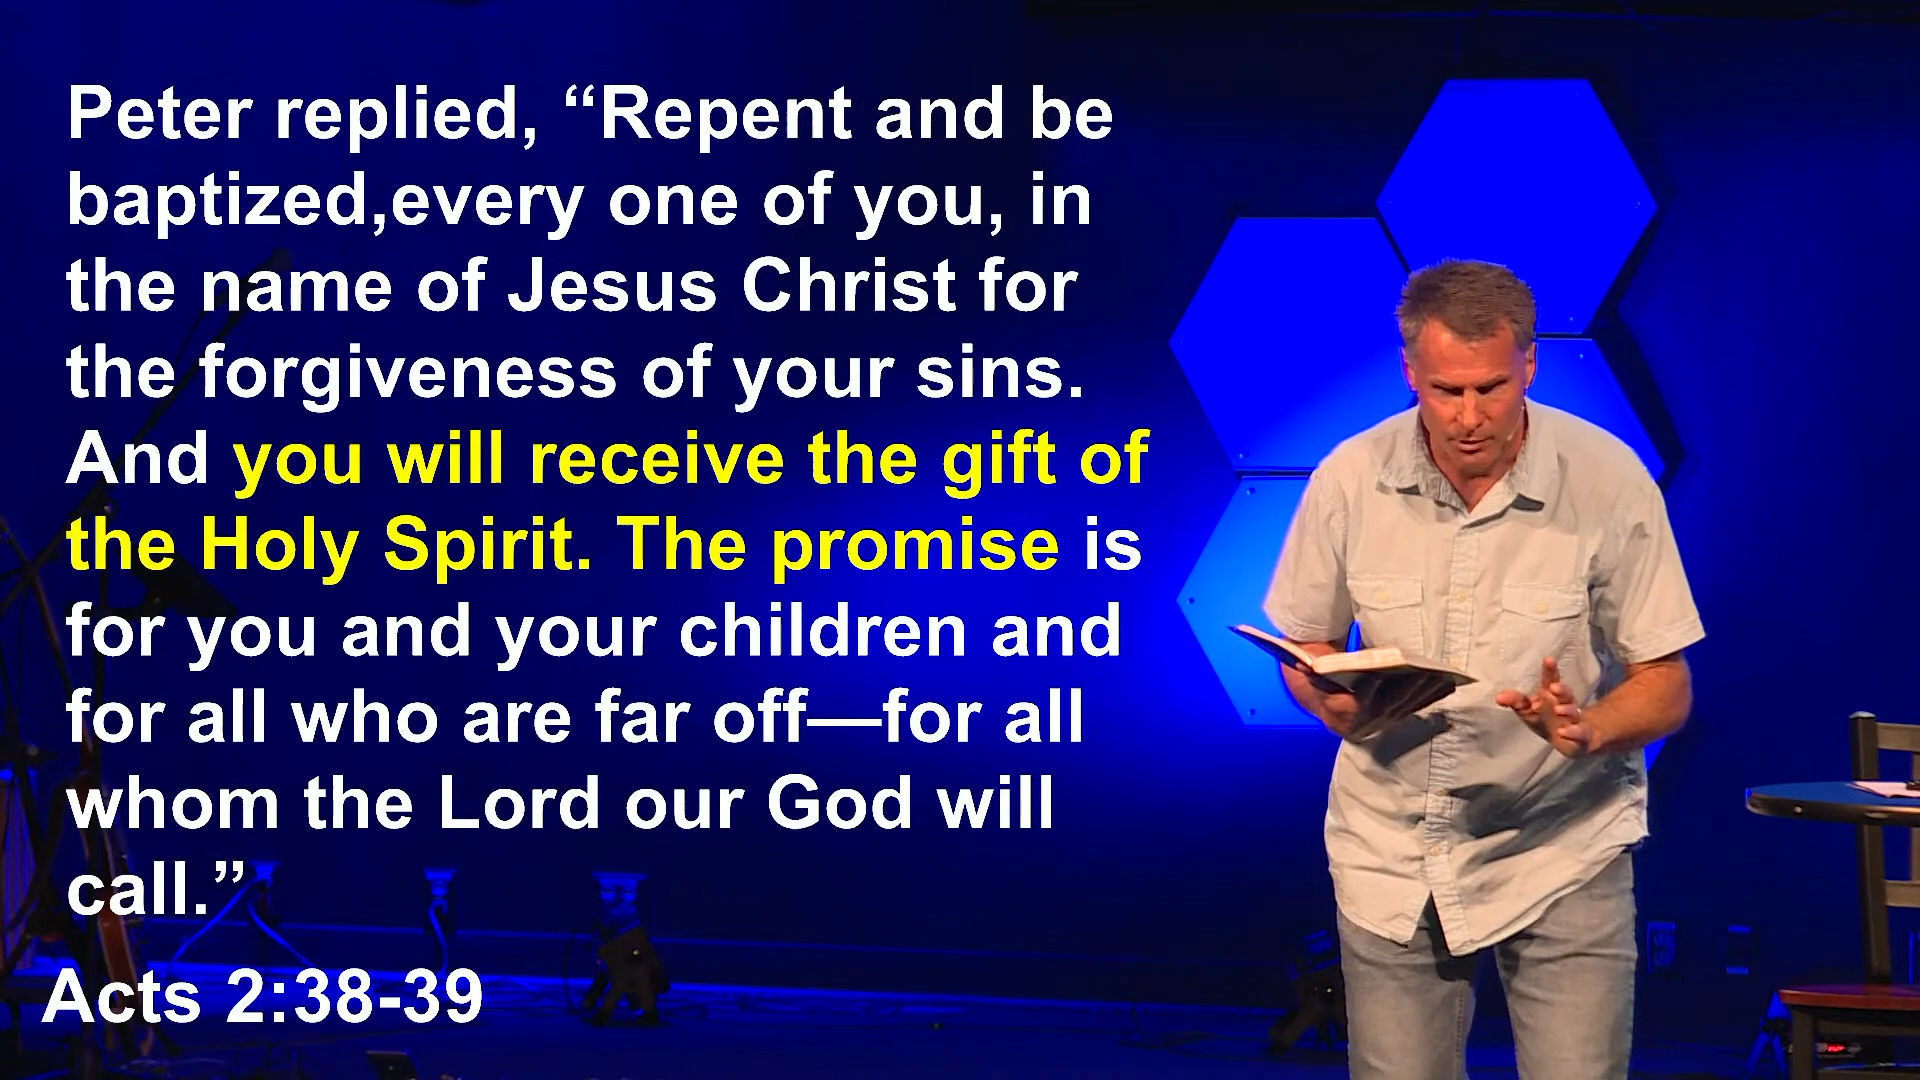 Peter replied, “Repent and be
baptized,every one of you, in
the name of Jesus Christ for
the forgiveness of your sins.
And you will receive the gift of
the Holy Spirit. The promise is
for you and your children and
for all who are far off—for all
whom the Lord our God will
call.”
Acts 2:38-39